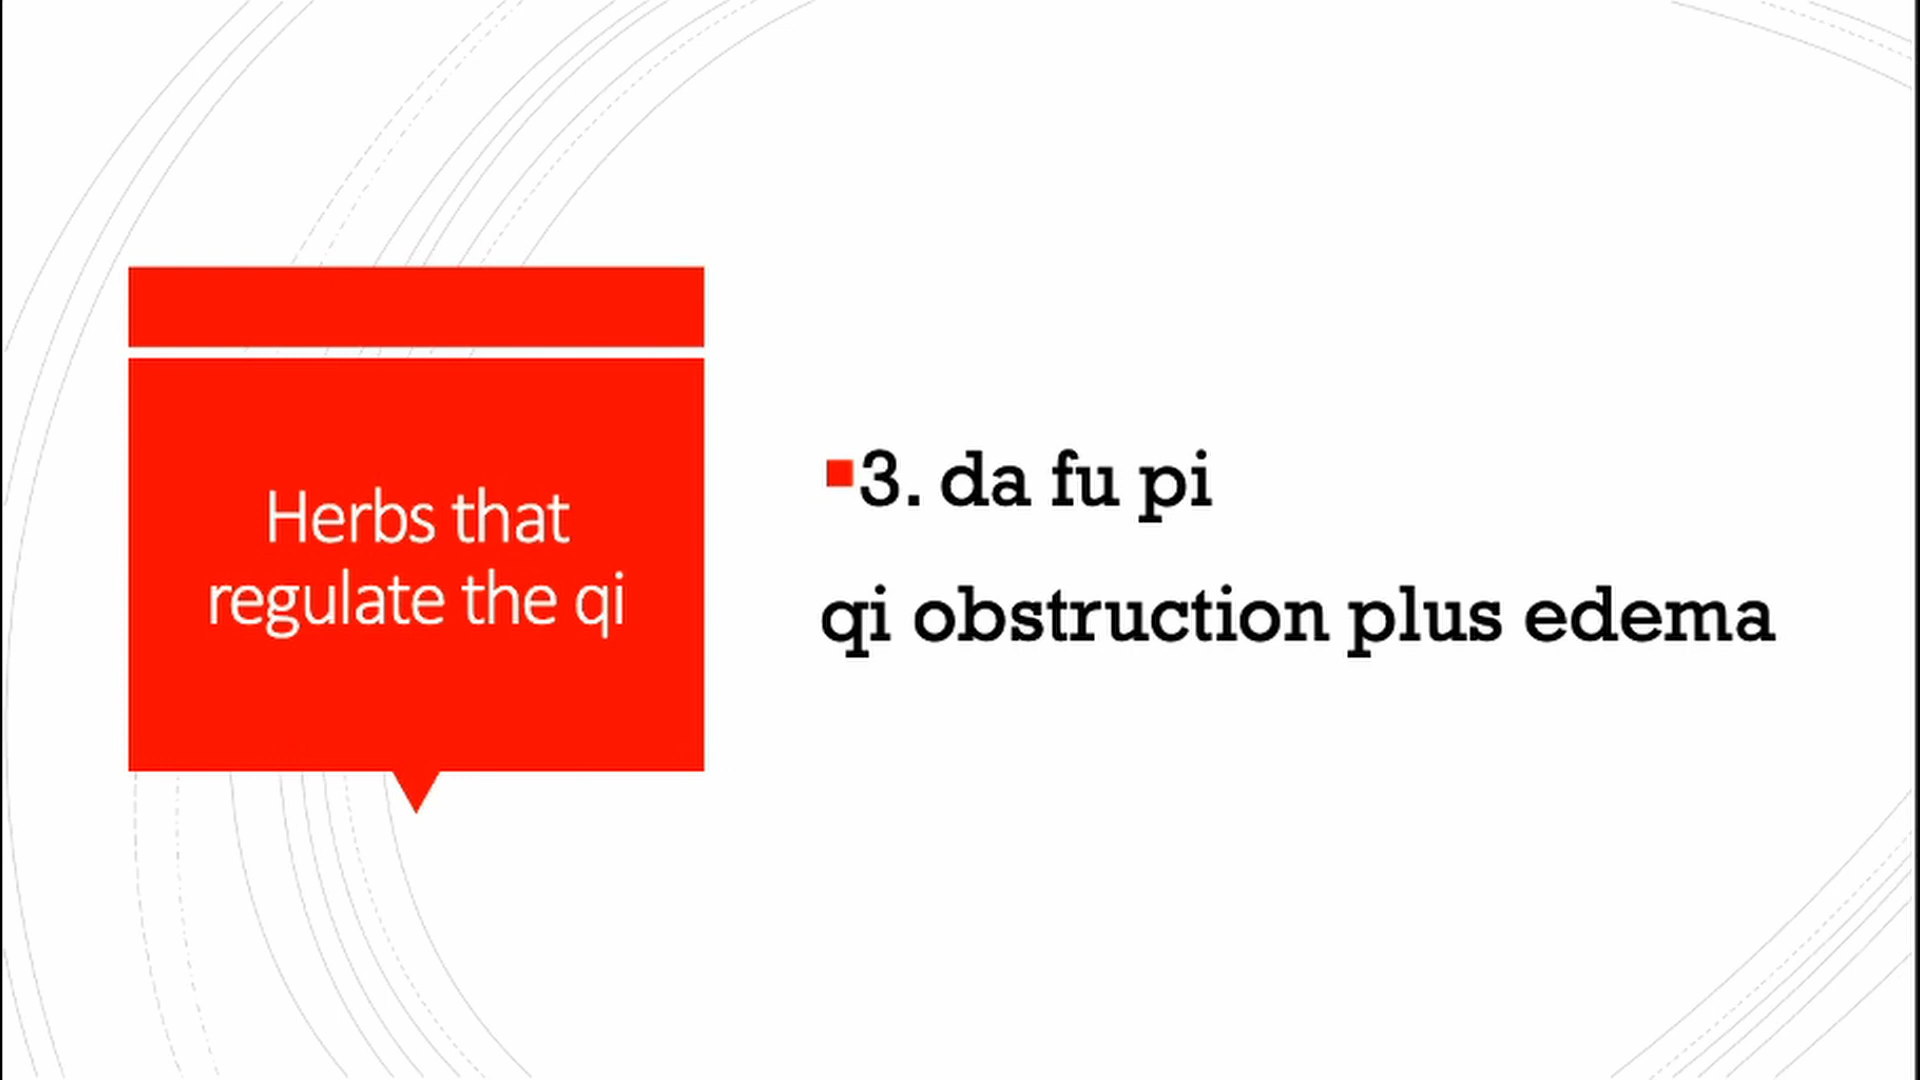 Herbs that
regulate the qi
3. da fu pi
qi obstruction plus edema